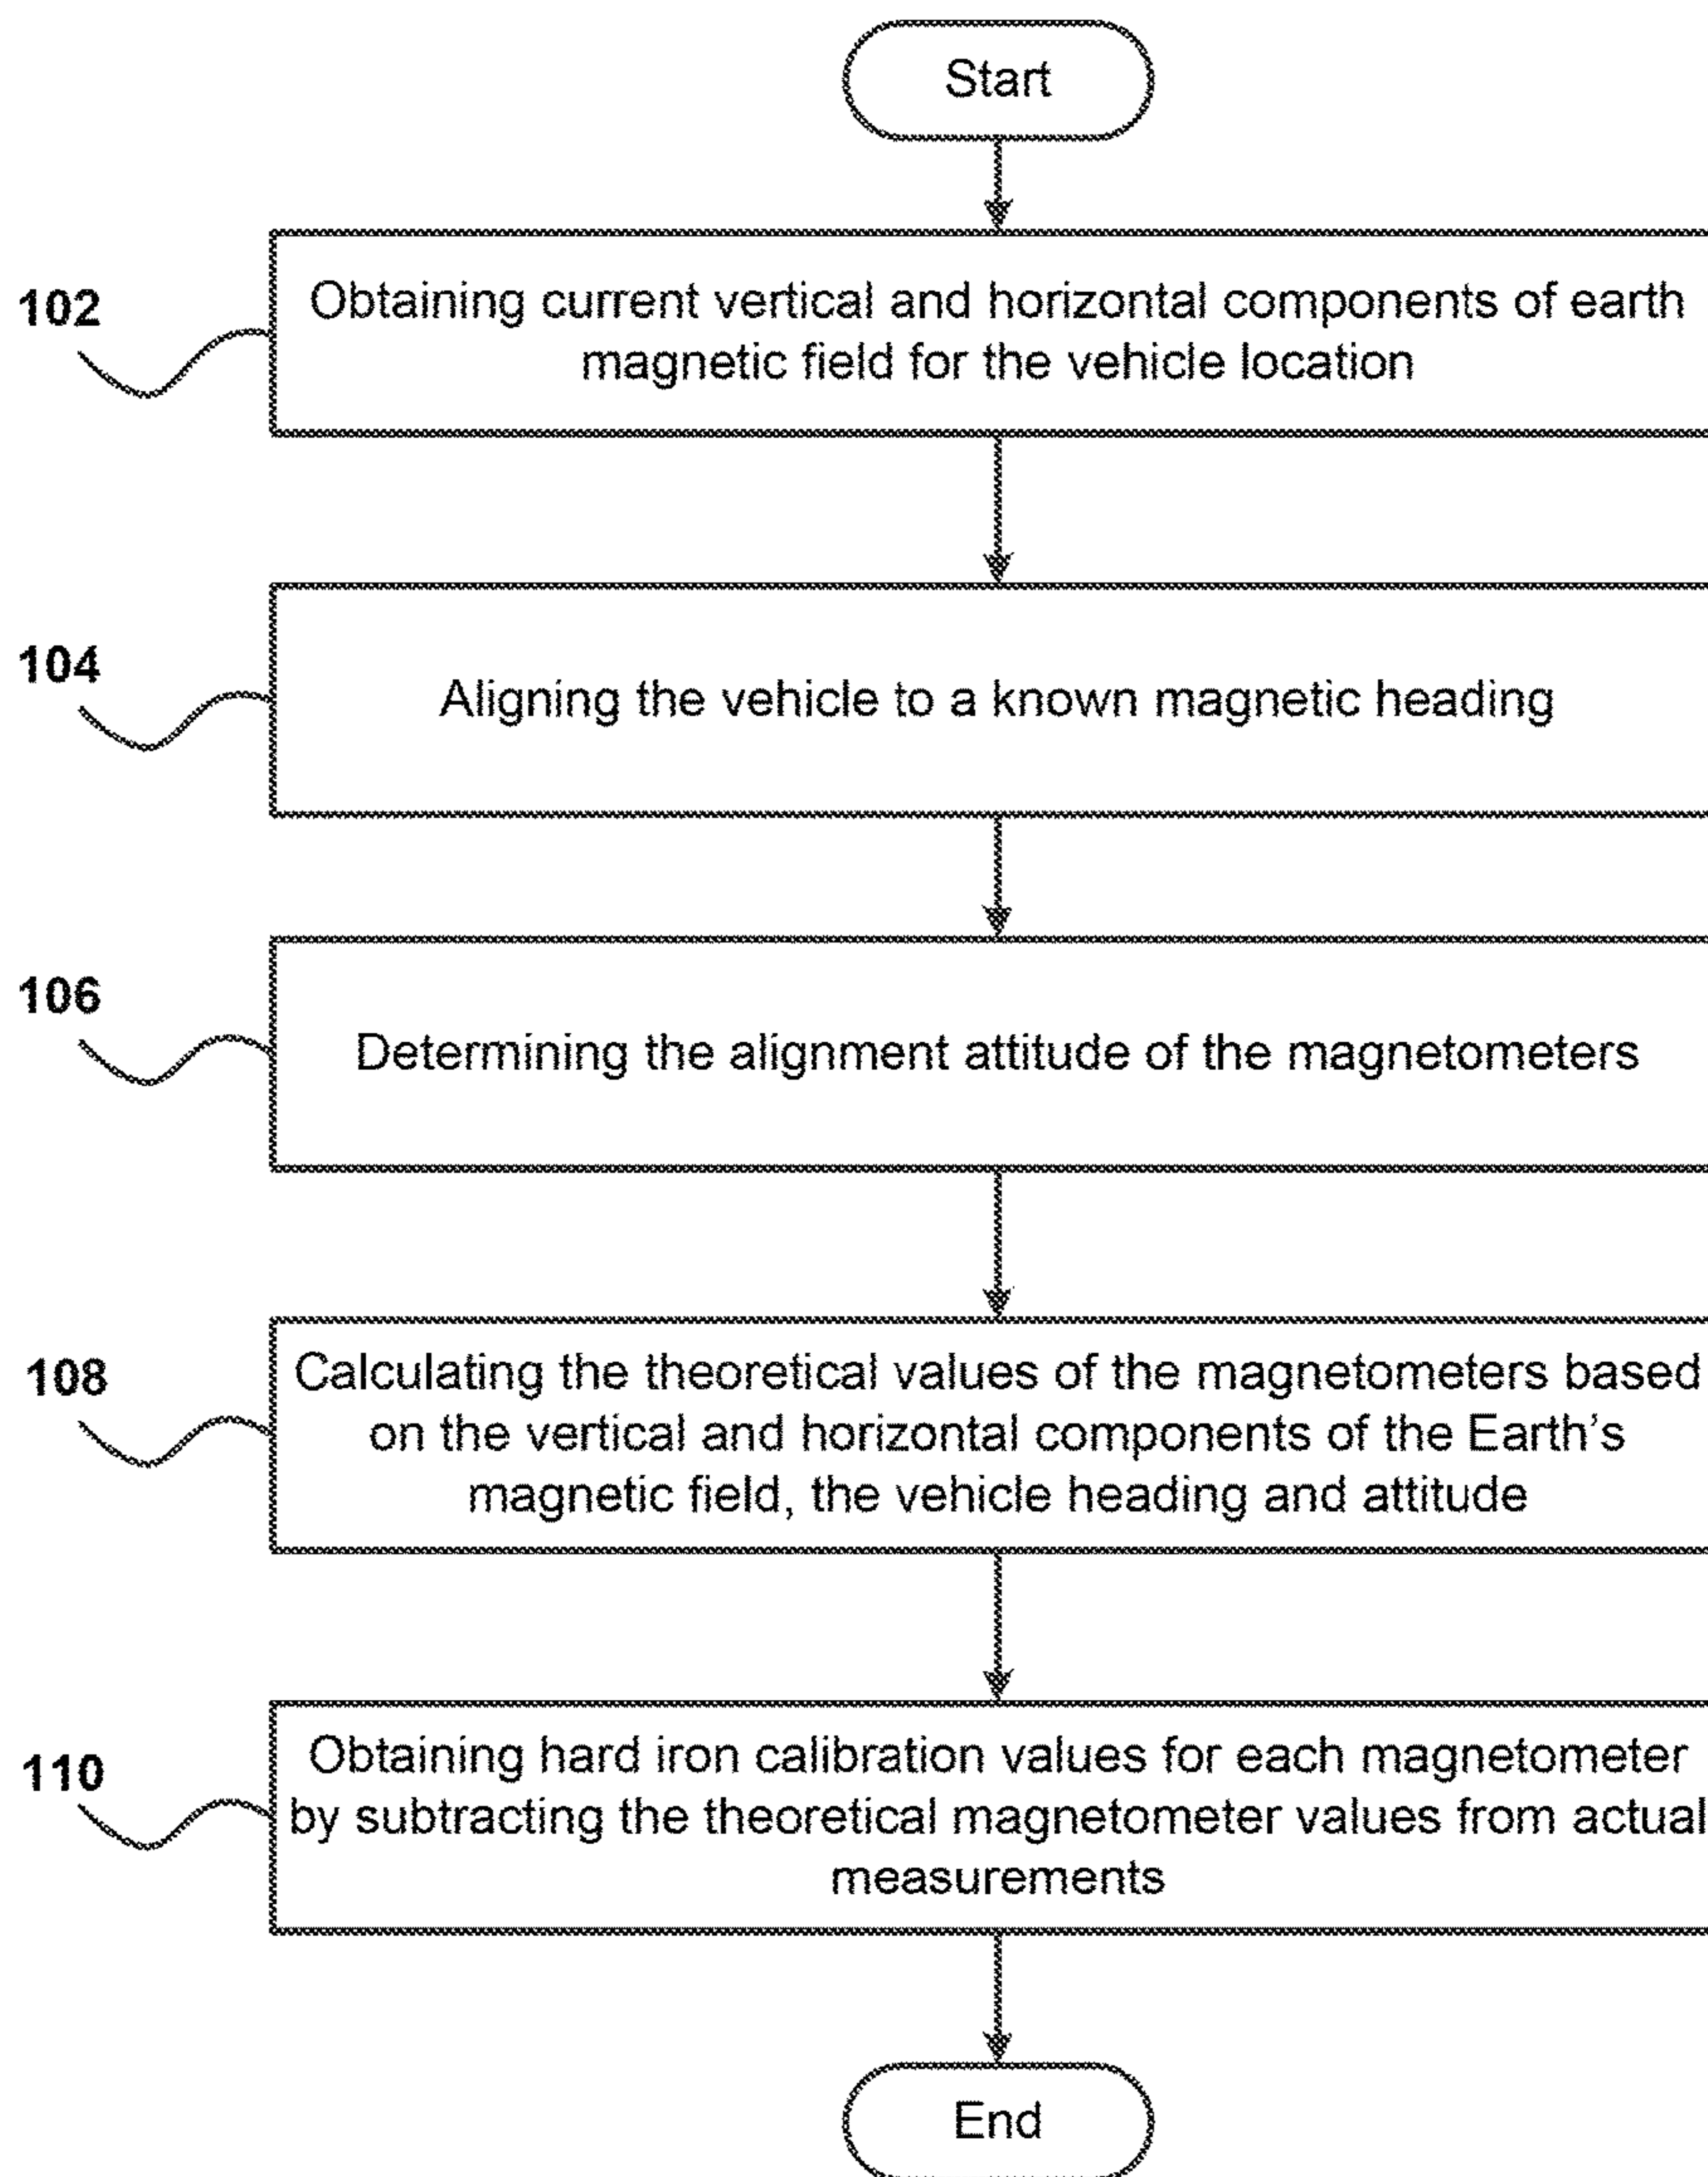 Start
102
Obtaining current vertical and horizontal components of earth
magnetic field for the vehicle location
104
Aligning the vehicle to a known magnetic heading
106
Determining the alignment attitude of the magnetometers
108
Calculating the theoretical values of the magnetometers based
on the vertical and horizontal components of the Earth's
magnetic field, the vehicle heading and attitude
110
Obtaining hard iron calibration values for each magnetometer
by subtracting the theoretical magnetometer values from actual
measurements
End